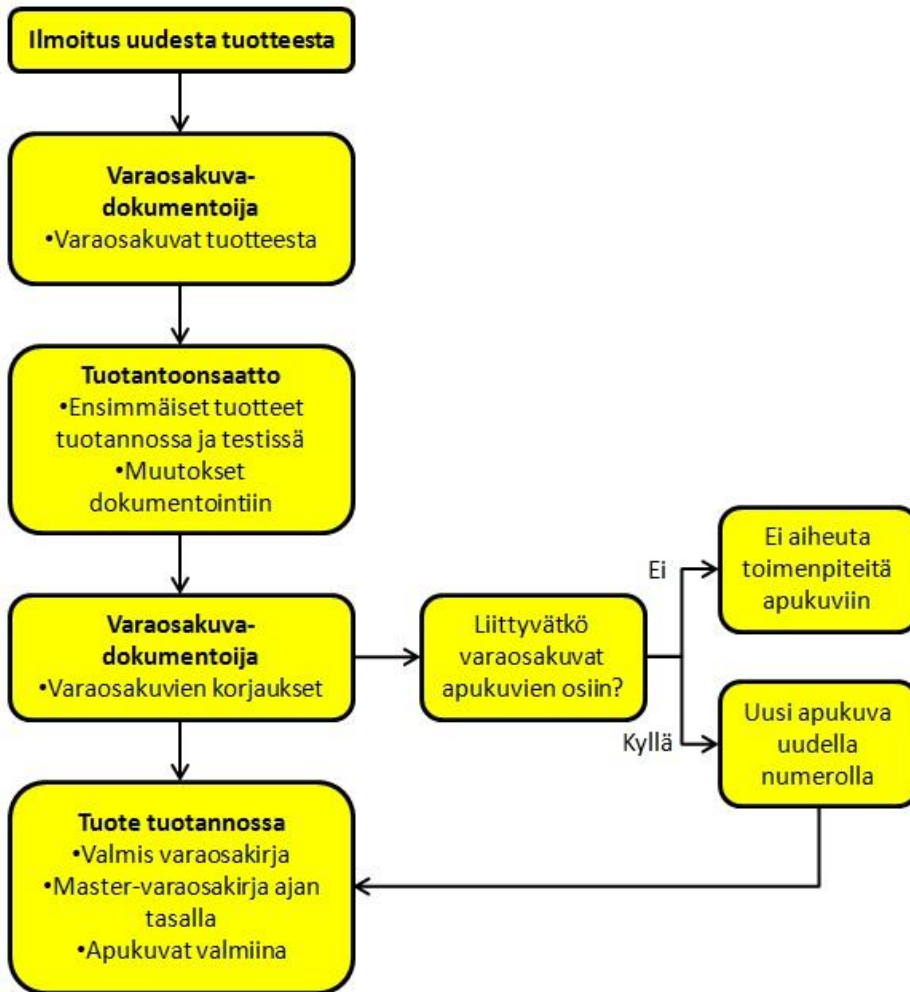 Ilmoitus uudesta tuotteesta
Varaosakuva-
dokumentoija
•Varaosakuvat tuotteesta
Tuotantoonsaatto
•Ensimmäiset tuotteet
tuotannossa ja testissä
•Muutokset
dokumentointiin
Varaosakuva-
dokumentoija
•Varaosakuvien korjaukset
Liittyvätkö
varaosakuvat
apukuvien osiin?
Ei
Ei aiheuta
toimenpiteitä
apukuviin
Kyllä
Uusi apukuva
uudella
numerolla
Tuote tuotannossa
•Valmis varaosakirja
•Master-varaosakirja ajan
tasalla
•Apukuvat valmiina